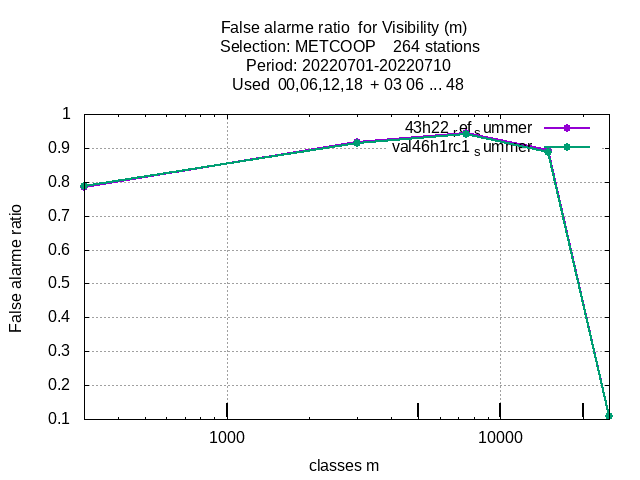 False alarme ratio for Visibility (m)
Selection: METCOOP 264 stations
Period: 20220701-20220710
Used 00,06,12,18 + 03 06 ... 48
43h22_ref_summer
val46h1rc1_summer
False alarme ratio
1
0.9
0.8
0.7
0.6
0.5
0.4
0.3
0.2
0.1
1000
10000
classes m